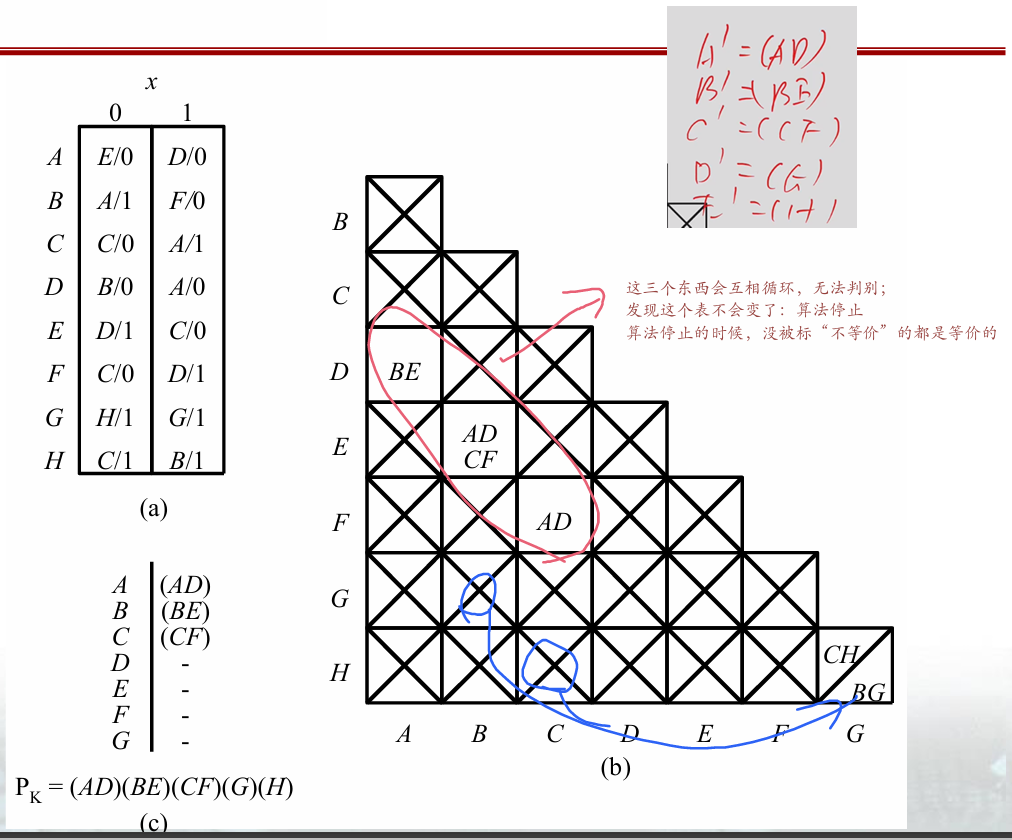 A' = (AD)
B' = (BE)
C' = (CF)
D' = (G)
E' = (H)
x
0 1
A E/0 D/0
B A/1 F/0
C C/0 A/1
D B/0 A/0
E D/1 C/0
F C/0 D/1
G H/1 G/1
H C/1 B/1
(a)
A (AD)
B (BE)
C (CF)
D -
E -
F -
G -
P_K = (AD)(BE)(CF)(G)(H)
(c)
B
C
D BE
E AD
CF
F AD
G
H CH
BG
A B C D E F G
(b)
这三个东西会互相循环，无法判别；
发现这个表不会变了：算法停止
算法停止的时候，没被标“不等价”的都是等价的